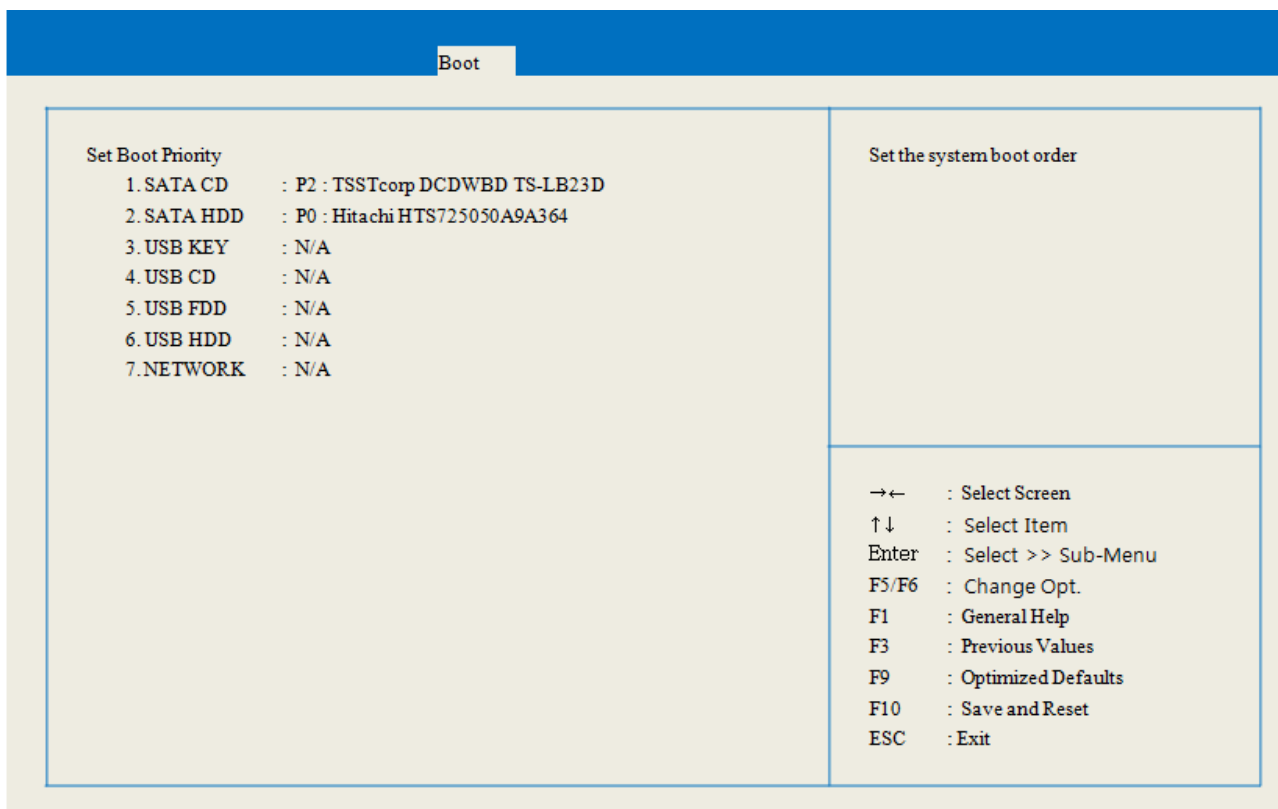 Boot
Set Boot Priority
1. SATA CD : P2 : TSSTcorp DCDWBD TS-LB23D
2. SATA HDD : P0 : Hitachi HTS725050A9A364
3. USB KEY : N/A
4. USB CD : N/A
5. USB FDD : N/A
6. USB HDD : N/A
7.NETWORK : N/A
Set the system boot order
→← : Select Screen
↑↓ : Select Item
Enter : Select >> Sub-Menu
F5/F6 : Change Opt.
F1 : General Help
F3 : Previous Values
F9 : Optimized Defaults
F10 : Save and Reset
ESC : Exit